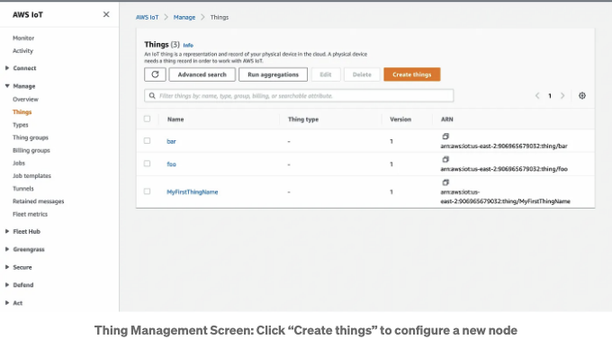 AWS IoT
Monitor
Activity
Connect
Manage
Overview
Things
Types
Thing groups
Billing groups
Jobs
Job templates
Tunnels
Retained messages
Fleet metrics
Fleet Hub
Greengrass
Secure
Defend
Act
AWS IoT > Manage > Things
Things (3) Info
An IoT thing is a representation and record of your physical device in the cloud. A physical device
needs a thing record in order to work with AWS IoT.
Advanced search Run aggregations Edit Delete Create things
Filter things by: name, type, group, billing, or searchable attribute.
1
Name Thing type Version ARN
bar - 1 arn:aws:iot:us-east-2:906965679032:thing/bar
foo - 1 arn:aws:iot:us-east-2:906965679032:thing/foo
MyFirstThingName - 1 arn:aws:iot:us-
east-2:906965679032:thing/MyFirstThingName
Thing Management Screen: Click “Create things” to configure a new node